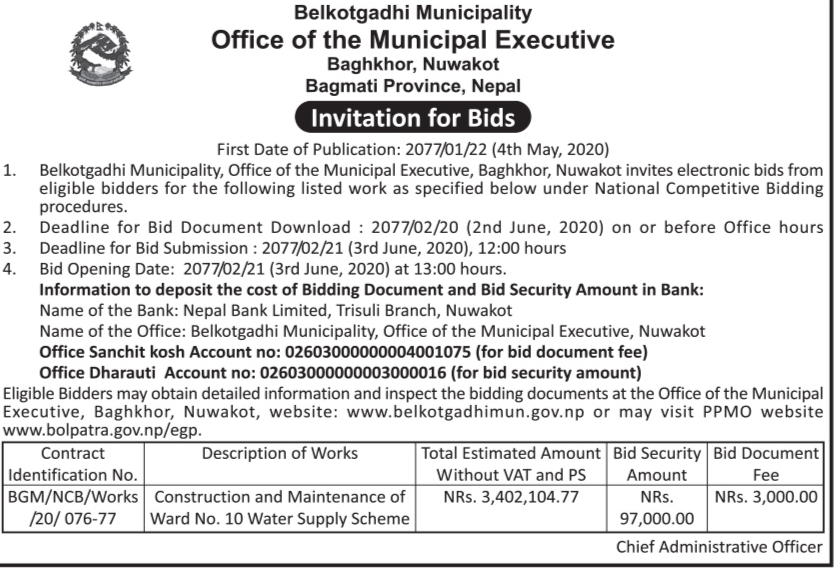 Belkotgadhi Municipality
Office of the Municipal Executive
Baghkhor, Nuwakot
Bagmati Province, Nepal
Invitation for Bids
First Date of Publication: 2077/01/22 (4th May, 2020)
1. Belkotgadhi Municipality, Office of the Municipal Executive, Baghkhor, Nuwakot invites electronic bids from
eligible bidders for the following listed work as specified below under National Competitive Bidding
procedures.
2. Deadline for Bid Document Download : 2077/02/20 (2nd June, 2020) on or before Office hours
3. Deadline for Bid Submission : 2077/02/21 (3rd June, 2020), 12:00 hours
4. Bid Opening Date: 2077/02/21 (3rd June, 2020) at 13:00 hours.
Information to deposit the cost of Bidding Document and Bid Security Amount in Bank:
Name of the Bank: Nepal Bank Limited, Trisuli Branch, Nuwakot
Name of the Office: Belkotgadhi Municipality, Office of the Municipal Executive, Nuwakot
Office Sanchit kosh Account no: 02603000000004001075 (for bid document fee)
Office Dharauti Account no: 02603000000003000016 (for bid security amount)
Eligible Bidders may obtain detailed information and inspect the bidding documents at the Office of the Municipal
Executive, Baghkhor, Nuwakot, website: www.belkotgadhimun.gov.np or may visit PPMO website
www.bolpatra.gov.np/egp.
Contract Identification No. | Description of Works | Total Estimated Amount Without VAT and PS | Bid Security Amount | Bid Document Fee
BGM/NCB/Works /20/ 076-77 | Construction and Maintenance of Ward No. 10 Water Supply Scheme | NRs. 3,402,104.77 | NRs. 97,000.00 | NRs. 3,000.00
Chief Administrative Officer